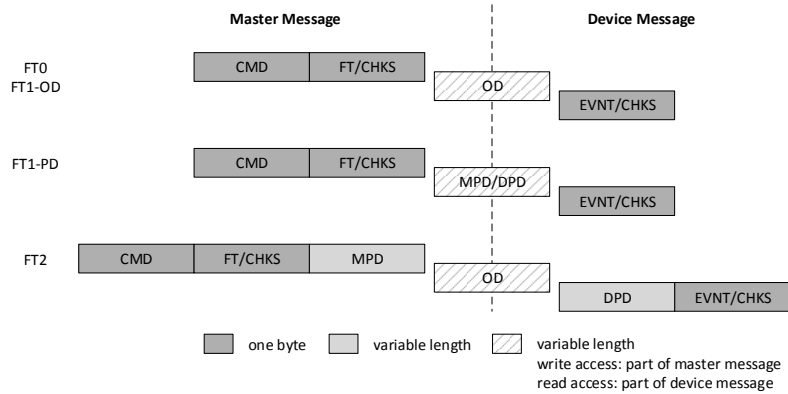 Master Message
Device Message
FT0
FT1-OD
CMD
FT/CHKS
OD
EVNT/CHKS
FT1-PD
CMD
FT/CHKS
MPD/DPD
EVNT/CHKS
FT2
CMD
FT/CHKS
MPD
OD
DPD
EVNT/CHKS
one byte
variable length
variable length
write access: part of master message
read access: part of device message